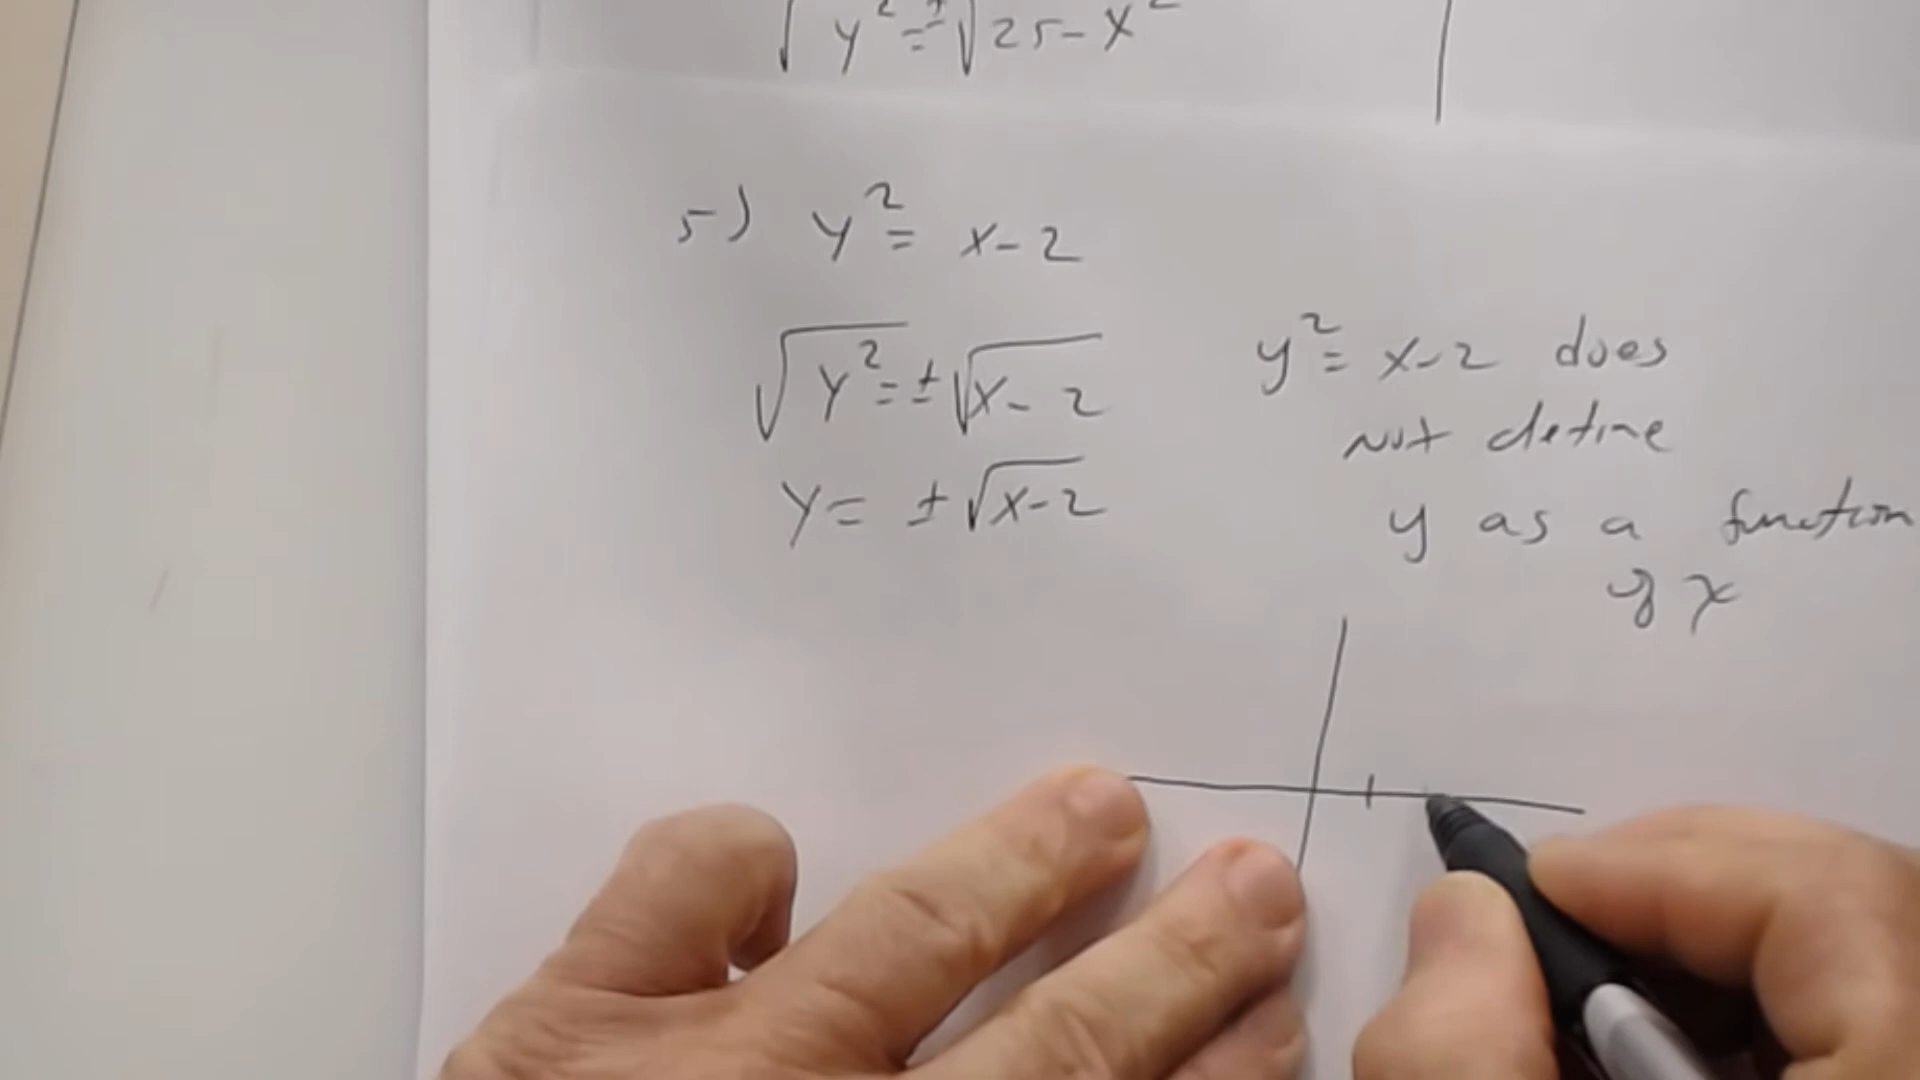 √y² = ±√25-x²
5) y² = x-2
√y² = ±√x-2
y = ±√x-2
y² = x-2 does
not define
y as a function
of x